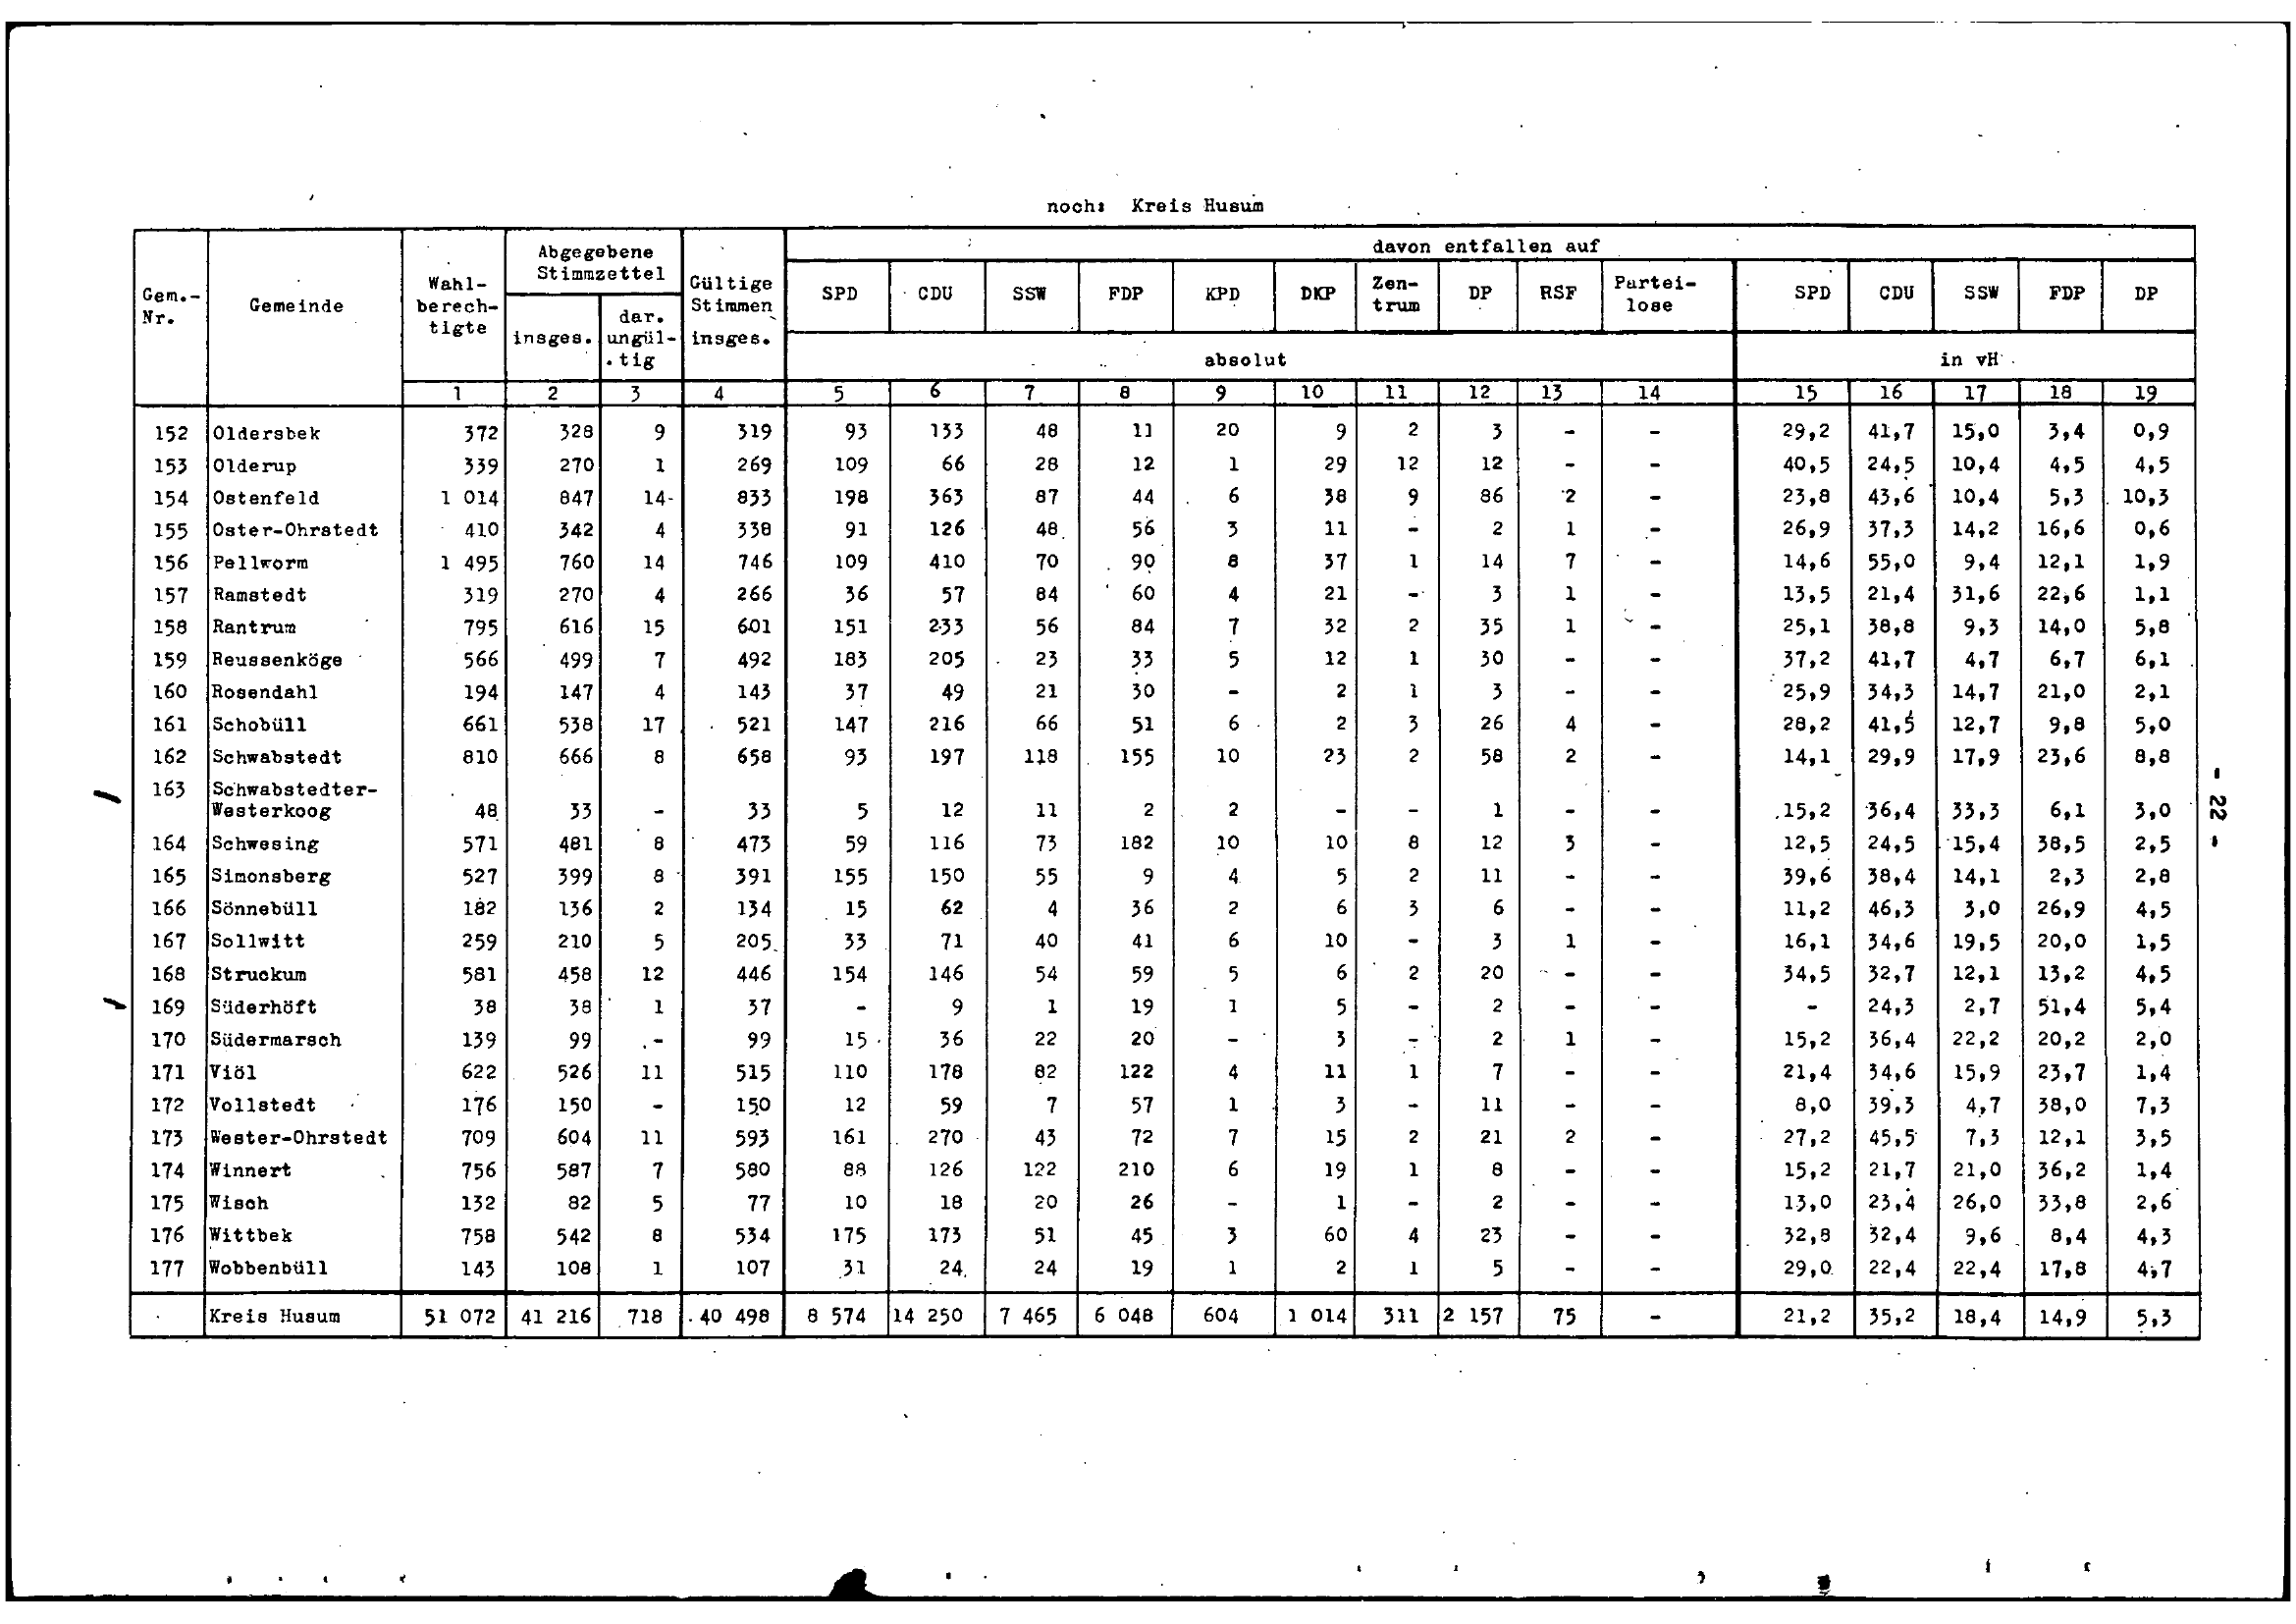 noch: Kreis Husum
Gem.-Nr. Gemeinde Wahl-berech-tigte Abgegebene Stimmzettel Gültige Stimmen insges. davon entfallen auf
insges. dar. ungül-tig SPD CDU SSW FDP KPD DKP Zen-trum DP RSF Partei-lose SPD CDU SSW FDP DP
absolut in vH
1 2 3 4 5 6 7 8 9 10 11 12 13 14 15 16 17 18 19
152 Oldersbek 372 328 9 319 93 133 48 11 20 9 2 3 - - 29,2 41,7 15,0 3,4 0,9
153 Olderup 339 270 1 269 109 66 28 12 1 29 12 12 - - 40,5 24,5 10,4 4,5 4,5
154 Ostenfeld 1 014 847 14 833 198 363 87 44 6 38 9 86 2 - 23,8 43,6 10,4 5,3 10,3
155 Oster-Ohrstedt 410 342 4 338 91 126 48 56 3 11 - 2 1 - 26,9 37,3 14,2 16,6 0,6
156 Pellworm 1 495 760 14 746 109 410 70 90 8 37 1 14 7 - 14,6 55,0 9,4 12,1 1,9
157 Ramstedt 319 270 4 266 36 57 84 60 4 21 - 3 1 - 13,5 21,4 31,6 22,6 1,1
158 Rantrum 795 616 15 601 151 233 56 84 7 32 2 35 1 - 25,1 38,8 9,3 14,0 5,8
159 Reussenköge 566 499 7 492 183 205 23 33 5 12 1 30 - - 37,2 41,7 4,7 6,7 6,1
160 Rosendahl 194 147 4 143 37 49 21 30 - 2 1 3 - - 25,9 34,3 14,7 21,0 2,1
161 Schobüll 661 538 17 521 147 216 66 51 6 2 3 26 4 - 28,2 41,5 12,7 9,8 5,0
162 Schwabstedt 810 666 8 658 93 197 118 155 10 23 2 58 2 - 14,1 29,9 17,9 23,6 8,8
163 Schwabstedter-
Westerkoog 48 33 - 33 5 12 11 2 2 - - 1 - - 15,2 36,4 33,3 6,1 3,0
164 Schwesing 571 481 8 473 59 116 73 182 10 10 8 12 3 - 12,5 24,5 15,4 38,5 2,5
165 Simonsberg 527 399 8 391 155 150 55 9 4 5 2 11 - - 39,6 38,4 14,1 2,3 2,8
166 Sönnebüll 182 136 2 134 15 62 4 36 2 6 3 6 - - 11,2 46,3 3,0 26,9 4,5
167 Sollwitt 259 210 5 205 33 71 40 41 6 10 - 3 1 - 16,1 34,6 19,5 20,0 1,5
168 Struckum 581 458 12 446 154 146 54 59 5 6 2 20 - - 34,5 32,7 12,1 13,2 4,5
169 Süderhöft 38 38 1 37 - 9 1 19 1 5 - 2 - - - 24,3 2,7 51,4 5,4
170 Südermarsch 139 99 - 99 15 36 22 20 - 3 - 2 1 - 15,2 36,4 22,2 20,2 2,0
171 Viöl 622 526 11 515 110 178 82 122 4 11 1 7 - - 21,4 34,6 15,9 23,7 1,4
172 Vollstedt 176 150 - 150 12 59 7 57 1 3 - 11 - - 8,0 39,3 4,7 38,0 7,3
173 Wester-Ohrstedt 709 604 11 593 161 270 43 72 7 15 2 21 2 - 27,2 45,5 7,3 12,1 3,5
174 Winnert 756 587 7 580 88 126 122 210 6 19 1 8 - - 15,2 21,7 21,0 36,2 1,4
175 Wisch 132 82 5 77 10 18 20 26 - 1 - 2 - - 13,0 23,4 26,0 33,8 2,6
176 Wittbek 758 542 8 534 175 173 51 45 3 60 4 23 - - 32,8 32,4 9,6 8,4 4,3
177 Wobbenbüll 143 108 1 107 31 24 24 19 1 2 1 5 - - 29,0 22,4 22,4 17,8 4,7
Kreis Husum 51 072 41 216 718 40 498 8 574 14 250 7 465 6 048 604 1 014 311 2 157 75 - 21,2 35,2 18,4 14,9 5,3
- 22 -